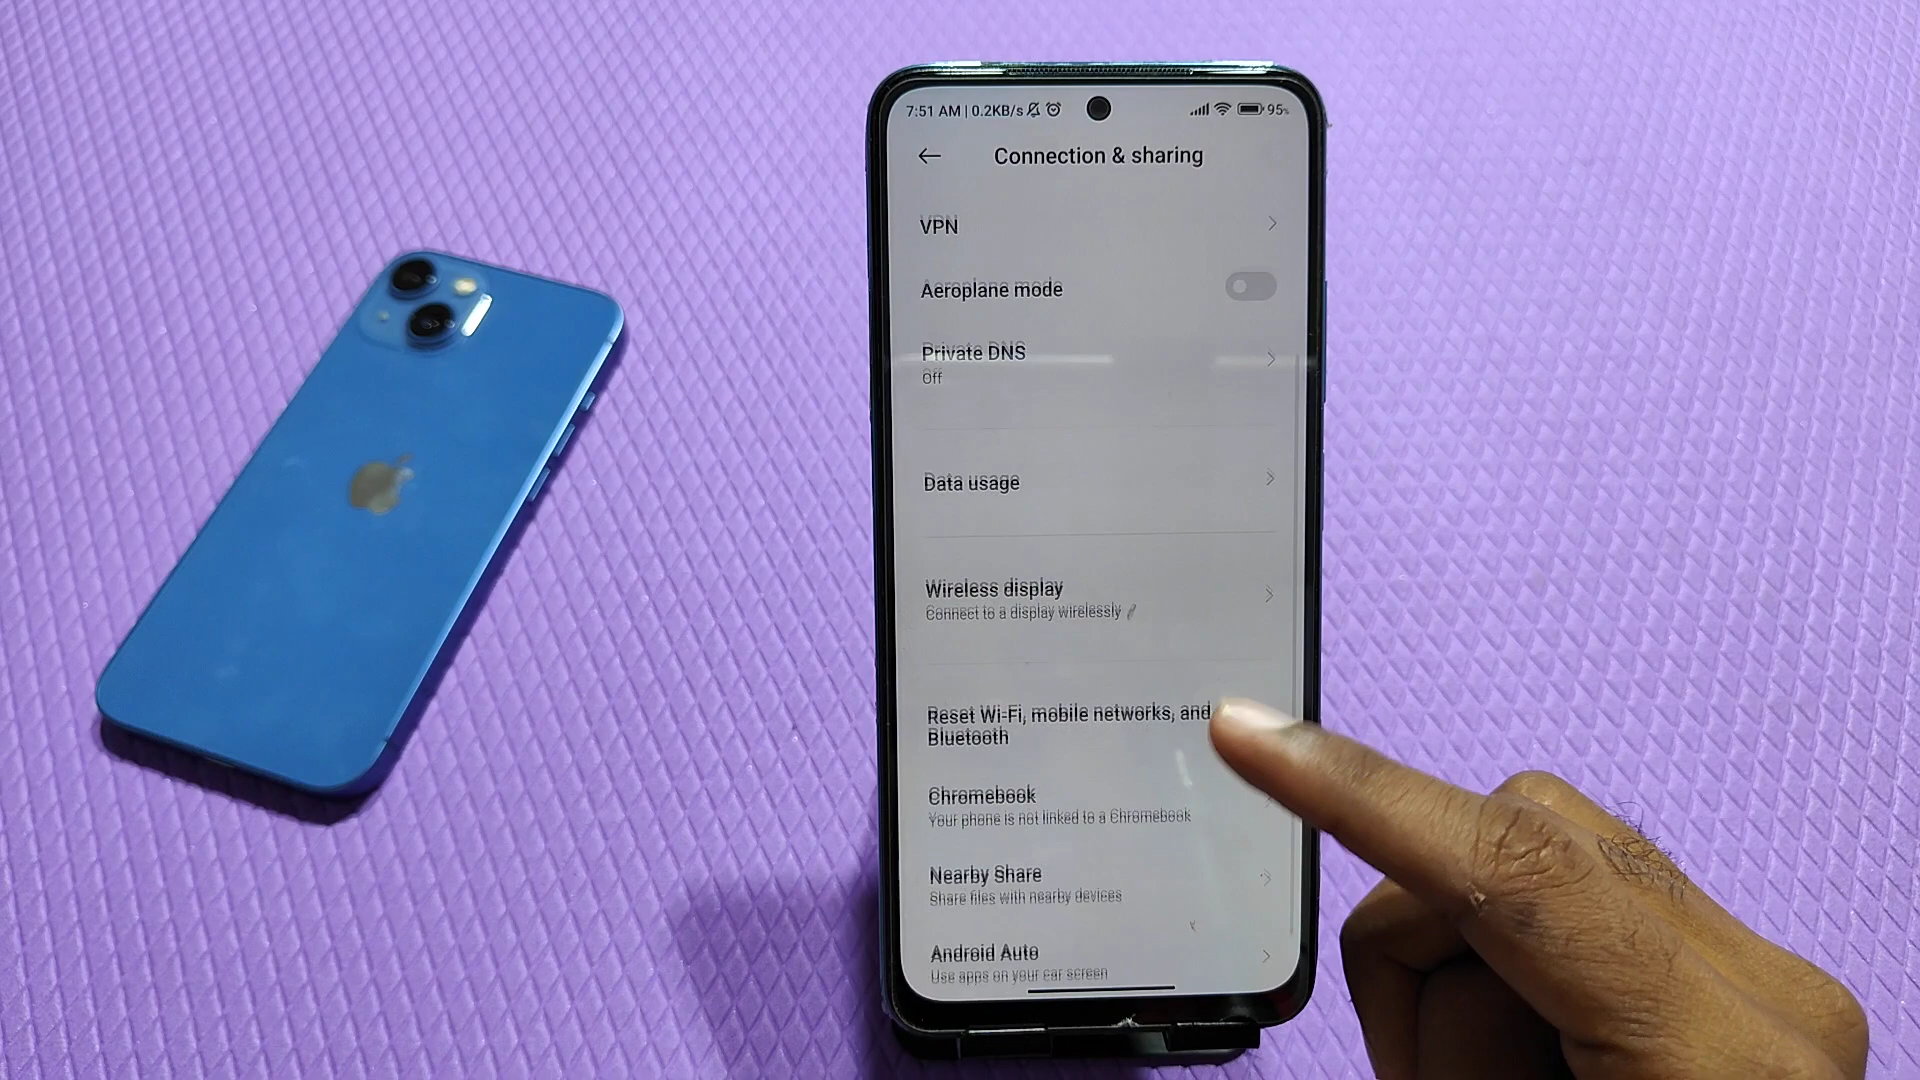 7:51 AM | 0.2KB/s 95%
Connection & sharing
VPN
Aeroplane mode
Private DNS
Off
Data usage
Wireless display
Connect to a display wirelessly
Reset Wi-Fi, mobile networks, and
Bluetooth
Chromebook
Your phone is not linked to a Chromebook
Nearby Share
Share files with nearby devices
Android Auto
Use apps on your car screen